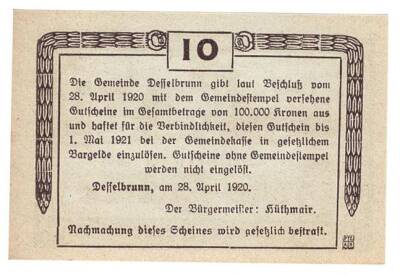 10
Die Gemeinde Desselbrunn gibt laut Beschluß vom
28. April 1920 mit dem Gemeindestempel versehene
Gutscheine im Gesamtbetrage von 100.000 Kronen aus
und haftet für die Verbindlichkeit, diesen Gutschein bis
1. Mai 1921 bei der Gemeindekasse in gesetzlichem
Bargelde einzulösen. Gutscheine ohne Gemeindestempel
werden nicht eingelöst.
Desselbrunn, am 28. April 1920.
Der Bürgermeister: Hüthmair.
Nachmachung dieses Scheines wird gesetzlich bestraft.